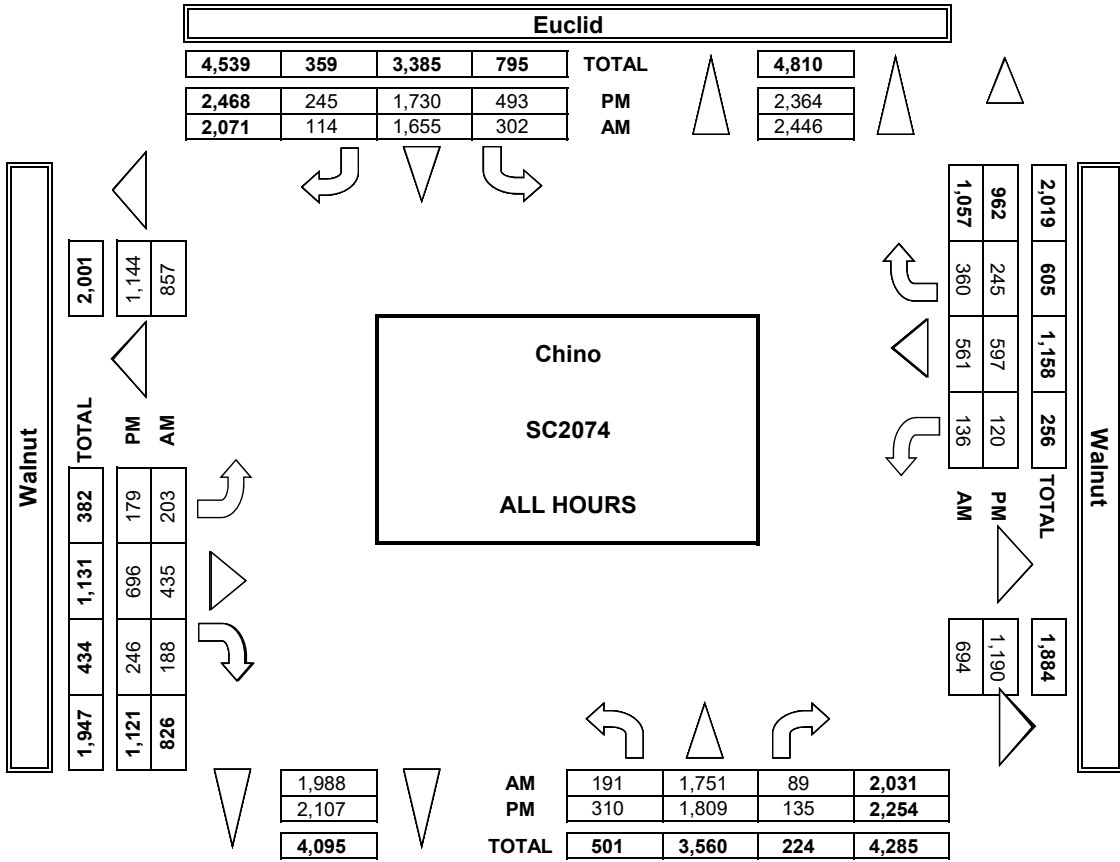 Euclid
4,539 359 3,385 795 TOTAL 4,810
2,468 245 1,730 493 PM 2,364
2,071 114 1,655 302 AM 2,446
Walnut
2,001
1,144
857
TOTAL 382 1,131 434 1,947
PM 179 696 246 1,121
AM 203 435 188 826
Chino
SC2074
ALL HOURS
1,057 360 561 136 AM
962 245 597 120 PM
2,019 605 1,158 256 TOTAL
694
1,190
1,884
Walnut
1,988 AM 191 1,751 89 2,031
2,107 PM 310 1,809 135 2,254
4,095 TOTAL 501 3,560 224 4,285